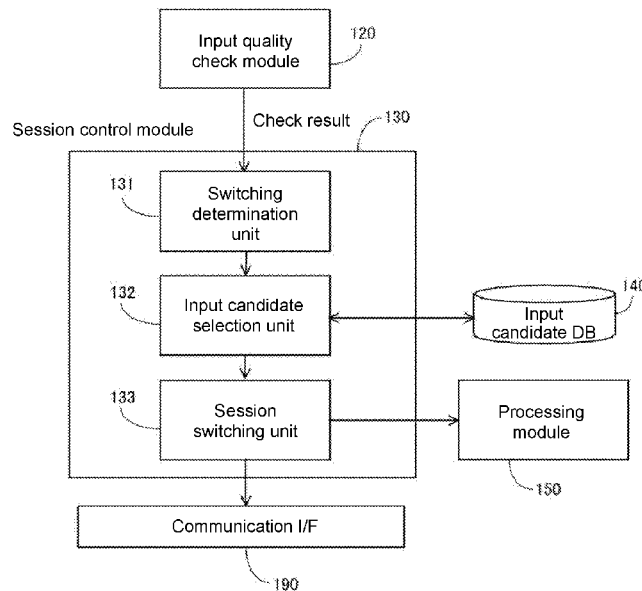 Input quality
check module
120
Session control module
Check result
130
131
Switching
determination
unit
132
Input candidate
selection unit
140
Input
candidate DB
133
Session
switching unit
Processing
module
150
Communication I/F
190